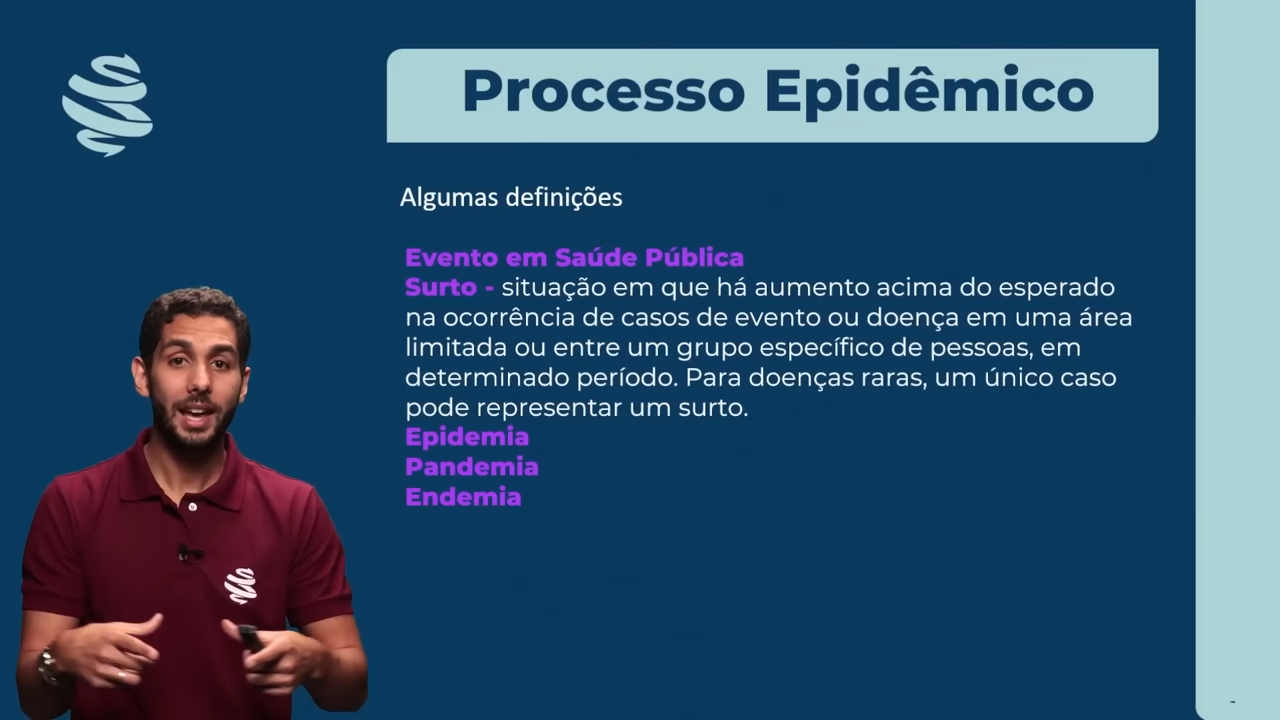 Processo Epidêmico
Algumas definições
Evento em Saúde Pública
Surto - situação em que há aumento acima do esperado
na ocorrência de casos de evento ou doença em uma área
limitada ou entre um grupo específico de pessoas, em
determinado período. Para doenças raras, um único caso
pode representar um surto.
Epidemia
Pandemia
Endemia